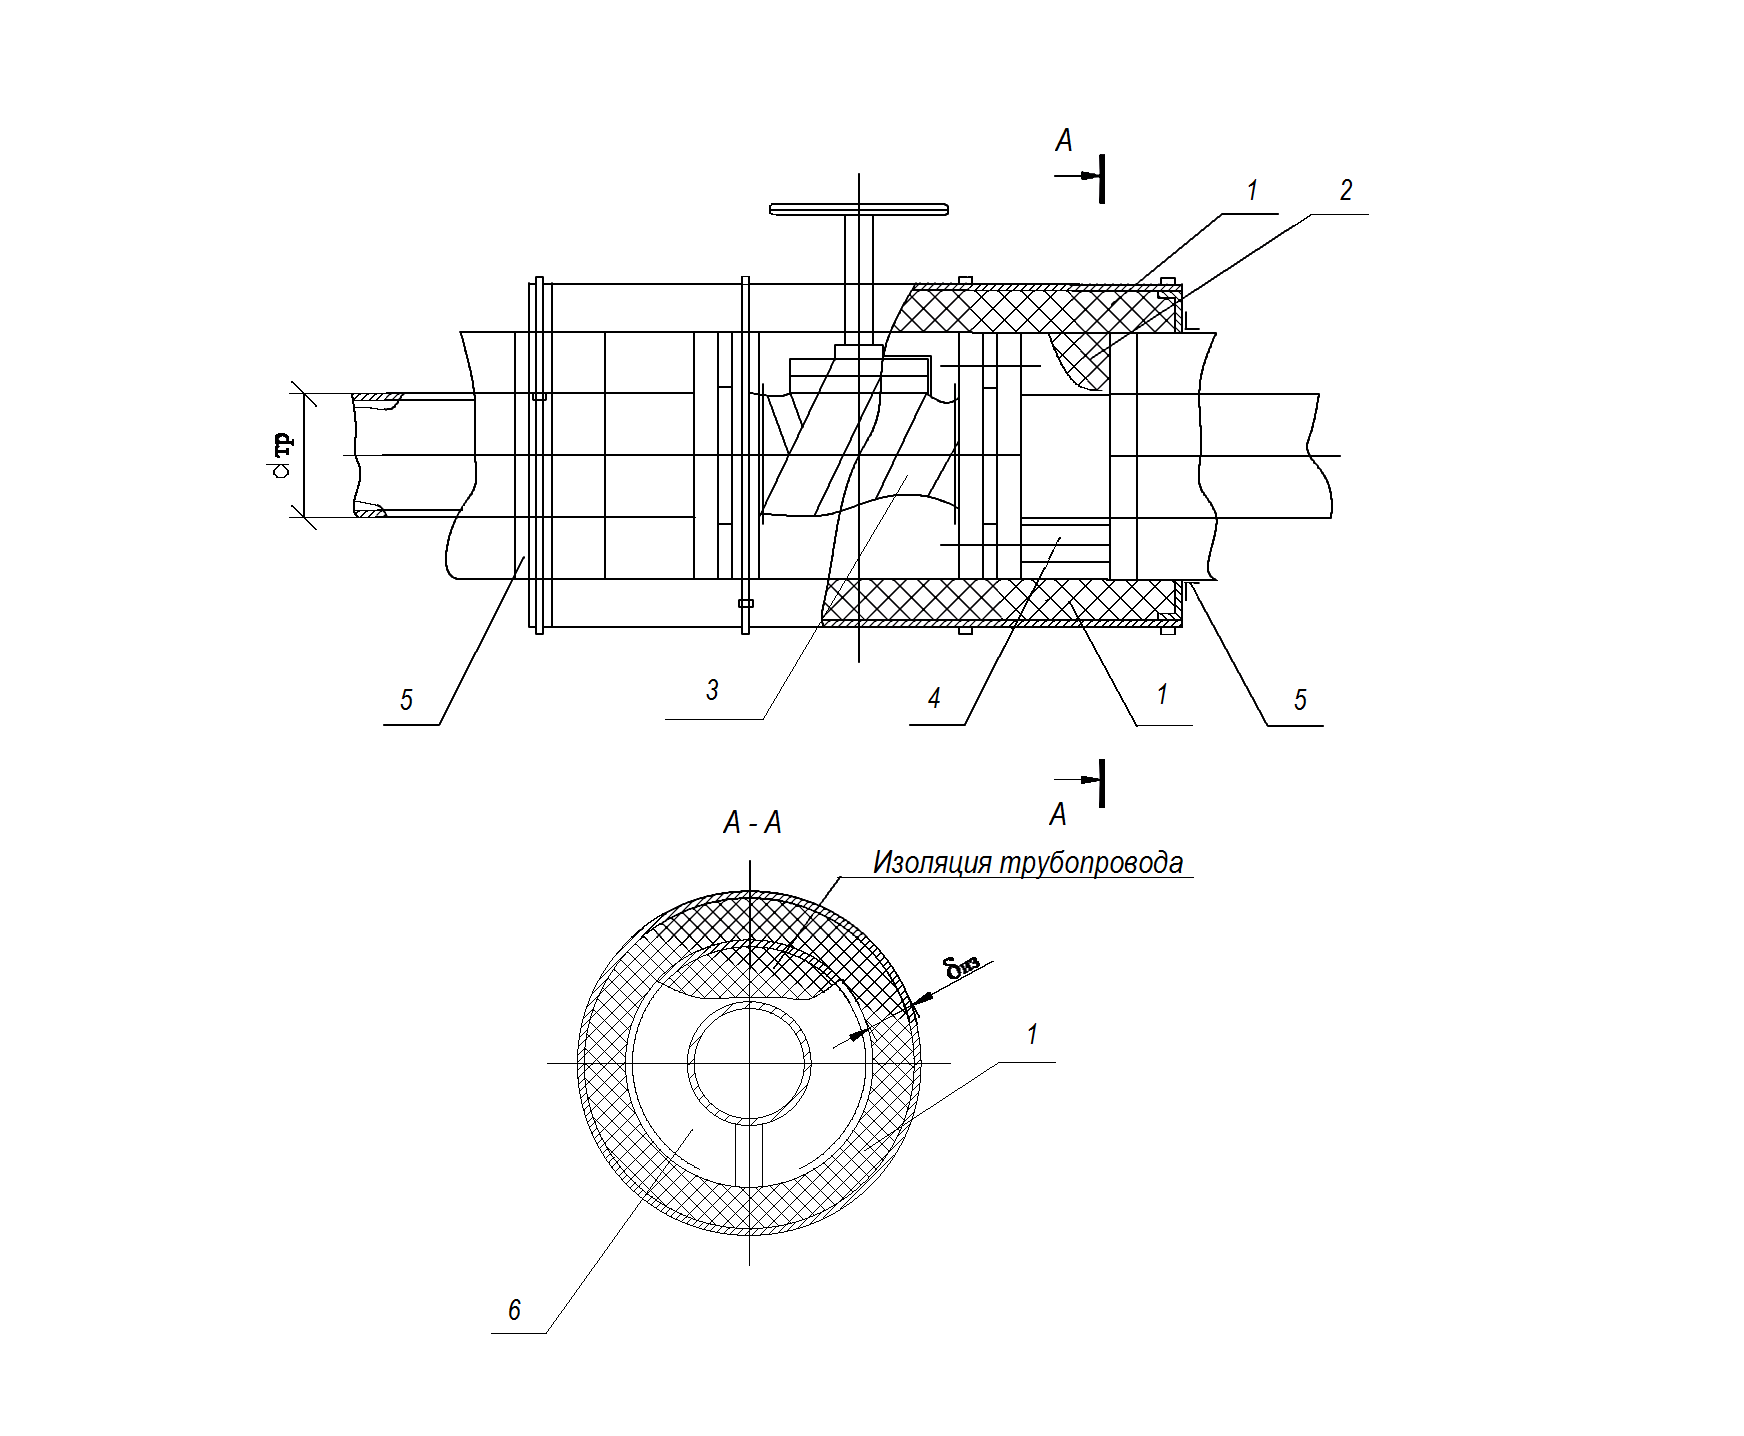 А
1 2
dтр
5 3 4 1 5
А - А
А
Изоляция трубопровода
δиз
1
6